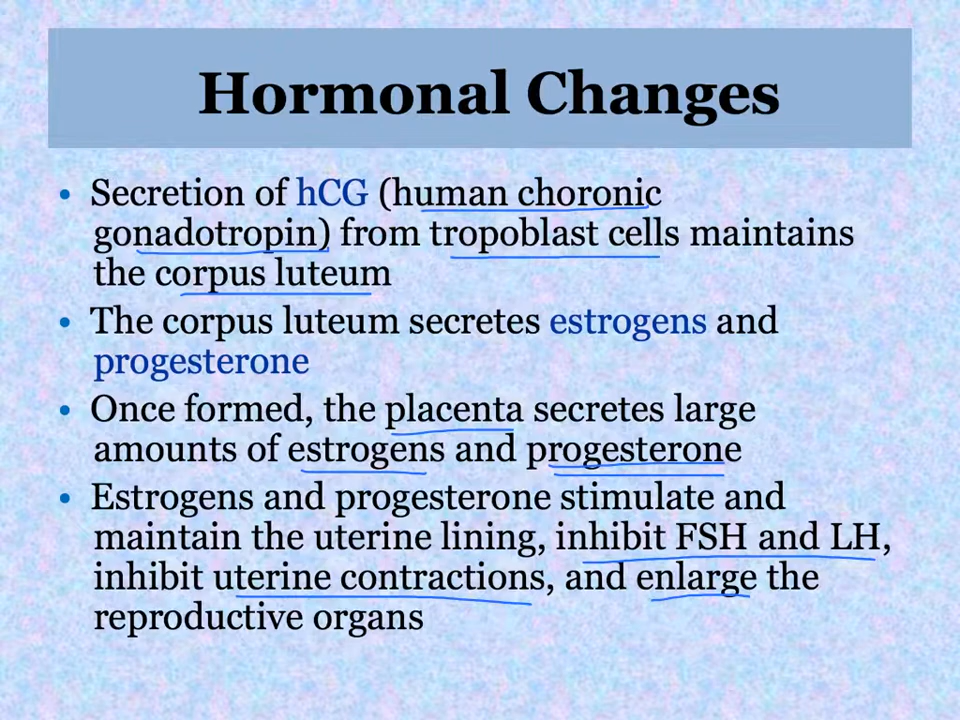 Hormonal Changes
• Secretion of hCG (human choronic
gonadotropin) from tropoblast cells maintains
the corpus luteum
• The corpus luteum secretes estrogens and
progesterone
• Once formed, the placenta secretes large
amounts of estrogens and progesterone
• Estrogens and progesterone stimulate and
maintain the uterine lining, inhibit FSH and LH,
inhibit uterine contractions, and enlarge the
reproductive organs